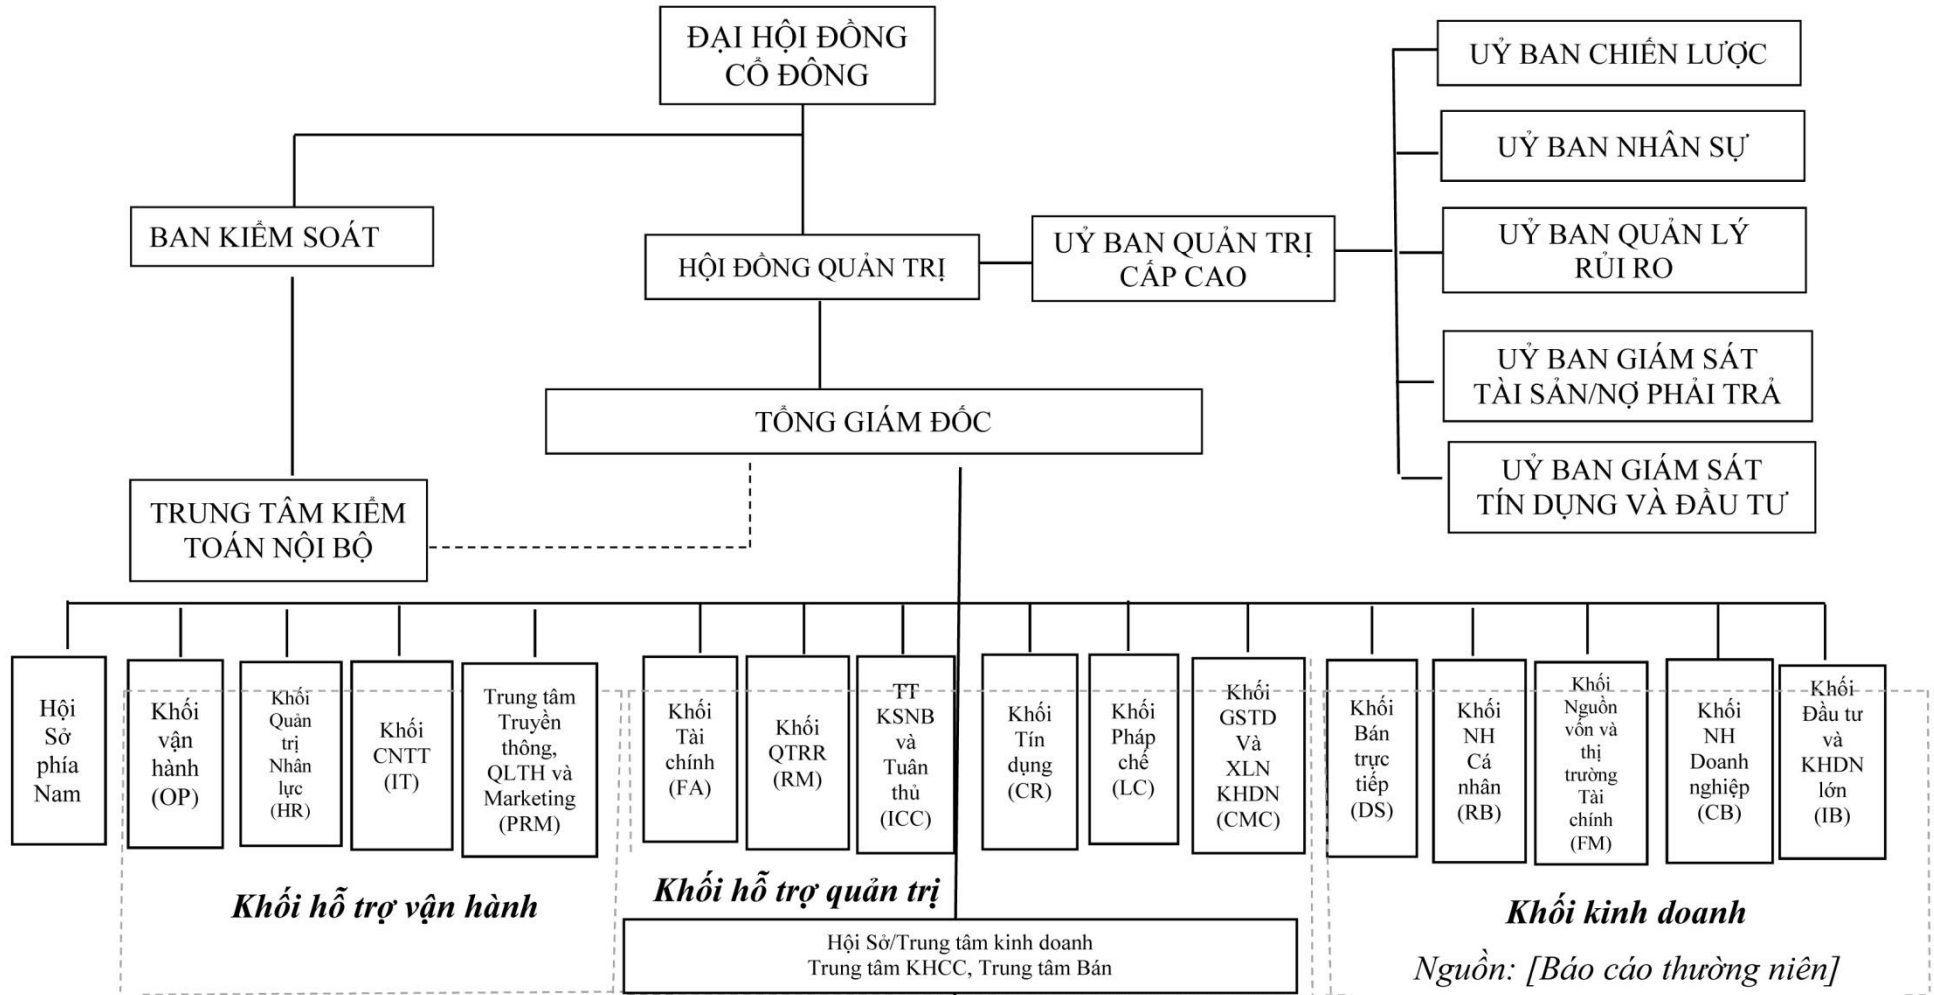 ĐẠI HỘI ĐỒNG
CỔ ĐÔNG
UỶ BAN CHIẾN LƯỢC
UỶ BAN NHÂN SỰ
BAN KIỂM SOÁT
HỘI ĐỒNG QUẢN TRỊ
UỶ BAN QUẢN TRỊ
CẤP CAO
UỶ BAN QUẢN LÝ
RỦI RO
UỶ BAN GIÁM SÁT
TÀI SẢN/NỢ PHẢI TRẢ
TỔNG GIÁM ĐỐC
UỶ BAN GIÁM SÁT
TÍN DỤNG VÀ ĐẦU TƯ
TRUNG TÂM KIỂM
TOÁN NỘI BỘ
Hội
Sở
phía
Nam
Khối
vận
hành
(OP)
Khối
Quản
trị
Nhân
lực
(HR)
Khối
CNTT
(IT)
Trung tâm
Truyền
thông,
QLTH và
Marketing
(PRM)
Khối
Tài
chính
(FA)
Khối
QTRR
(RM)
TT
KSNB
và
Tuân
thủ
(ICC)
Khối
Tín
dụng
(CR)
Khối
Pháp
chế
(LC)
Khối
GSTD
Và
XLN
KHDN
(CMC)
Khối
Bán
trực
tiếp
(DS)
Khối
NH
Cá
nhân
(RB)
Khối
Nguồn
vốn và
thị
trường
Tài
chính
(FM)
Khối
NH
Doanh
nghiệp
(CB)
Khối
Đầu tư
và
KHDN
lớn
(IB)
Khối hỗ trợ vận hành
Khối hỗ trợ quản trị
Khối kinh doanh
Hội Sở/Trung tâm kinh doanh
Trung tâm KHCC, Trung tâm Bán
Nguồn: [Báo cáo thường niên]